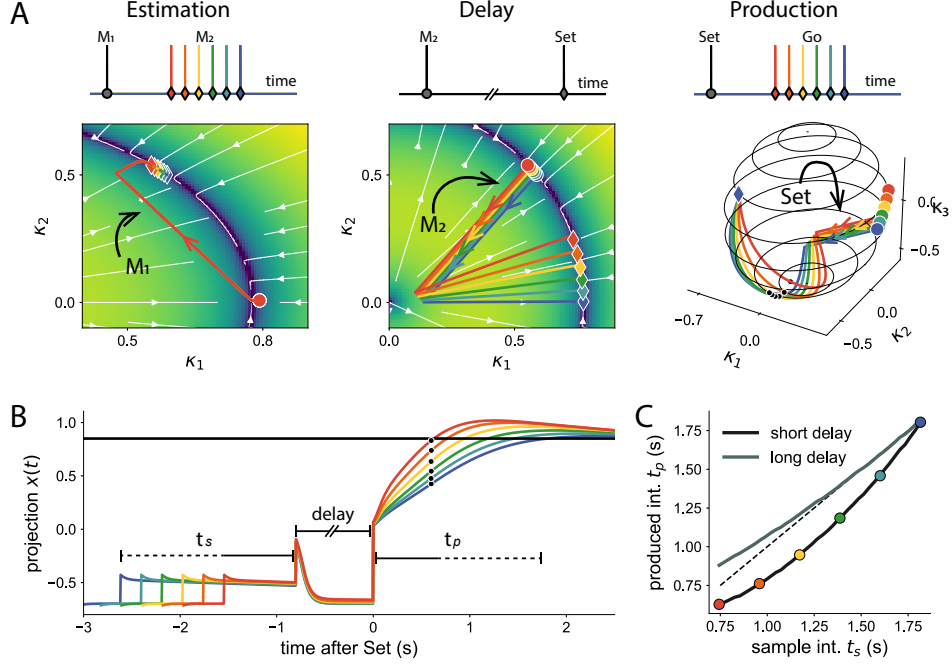 A
Estimation
Delay
Production
M₁
M₂
time
M₂
Set
time
Set
Go
time
κ₂
0.5
0.0
M₁
0.5
0.8
κ₁
κ₂
0.5
0.0
M₂
0.0
0.5
κ₁
Set
0.0
κ₃
−0.5
−0.7
0.0
κ₁
0.0
κ₂
−0.5
B
projection x(t)
1.0
0.5
0.0
−0.5
delay
tₛ
tₚ
−3
−2
−1
0
1
2
time after Set (s)
C
produced int. tₚ (s)
1.75
1.50
1.25
1.00
0.75
short delay
long delay
0.75
1.00
1.25
1.50
1.75
sample int. tₛ (s)